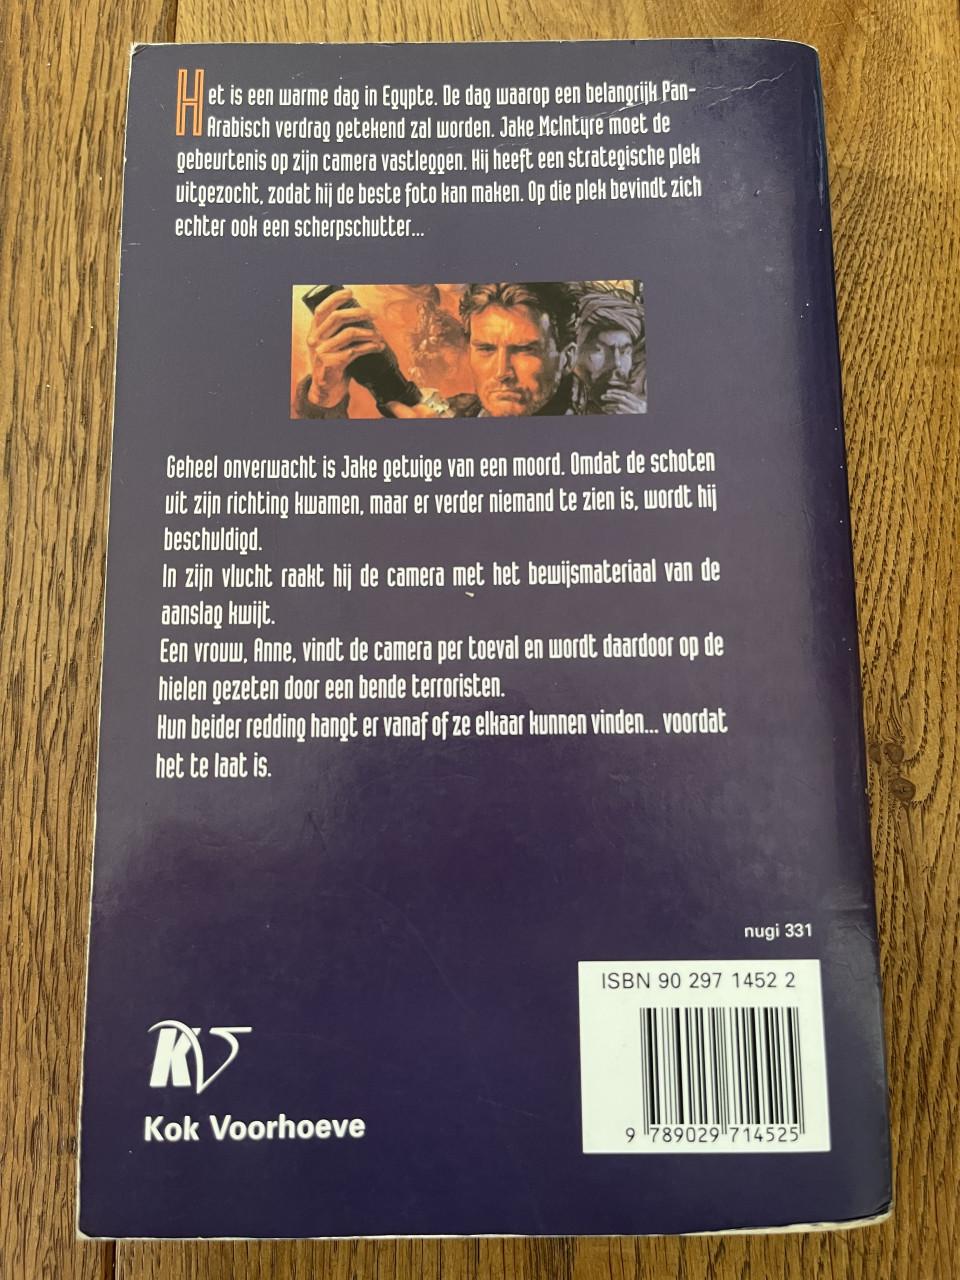 Het is een warme dag in Egypte. De dag waarop een belangrijk Pan-
Arabisch verdrag getekend zal worden. Jake McIntyre moet de
gebeurtenis op zijn camera vastleggen. Hij heeft een strategische plek
uitgezocht, zodat hij de beste foto kan maken. Op die plek bevindt zich
echter ook een scherpschutter...
Geheel onverwacht is Jake getuige van een moord. Omdat de schoten
uit zijn richting kwamen, maar er verder niemand te zien is, wordt hij
beschuldigd.
In zijn vlucht raakt hij de camera met het bewijsmateriaal van de
aanslag kwijt.
Een vrouw, Anne, vindt de camera per toeval en wordt daardoor op de
hielen gezeten door een bende terroristen.
Hun beider redding hangt er vanaf of ze elkaar kunnen vinden... voordat
het te laat is.
nugi 331
ISBN 90 297 1452 2
9 789029 714525
KV
Kok Voorhoeve